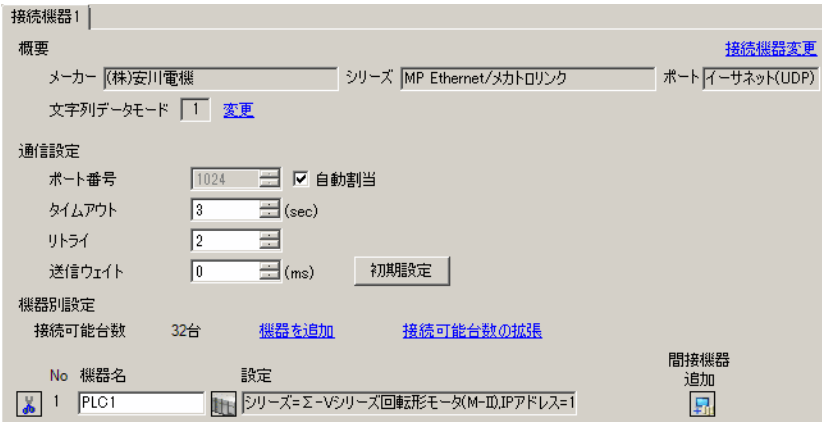 接続機器1
概要 接続機器変更
メーカー (株)安川電機 シリーズ MP Ethernet/メカトロリンク ポート イーサネット(UDP)
文字列データモード 1 変更
通信設定
ポート番号 1024 自動割当
タイムアウト 3 (sec)
リトライ 2
送信ウェイト 0 (ms) 初期設定
機器別設定
接続可能台数 32台 機器を追加 接続可能台数の拡張
間接機器
No 機器名 設定 追加
1 PLC1 シリーズ=Σ-Vシリーズ回転形モータ(M-Ⅱ),IPアドレス=1